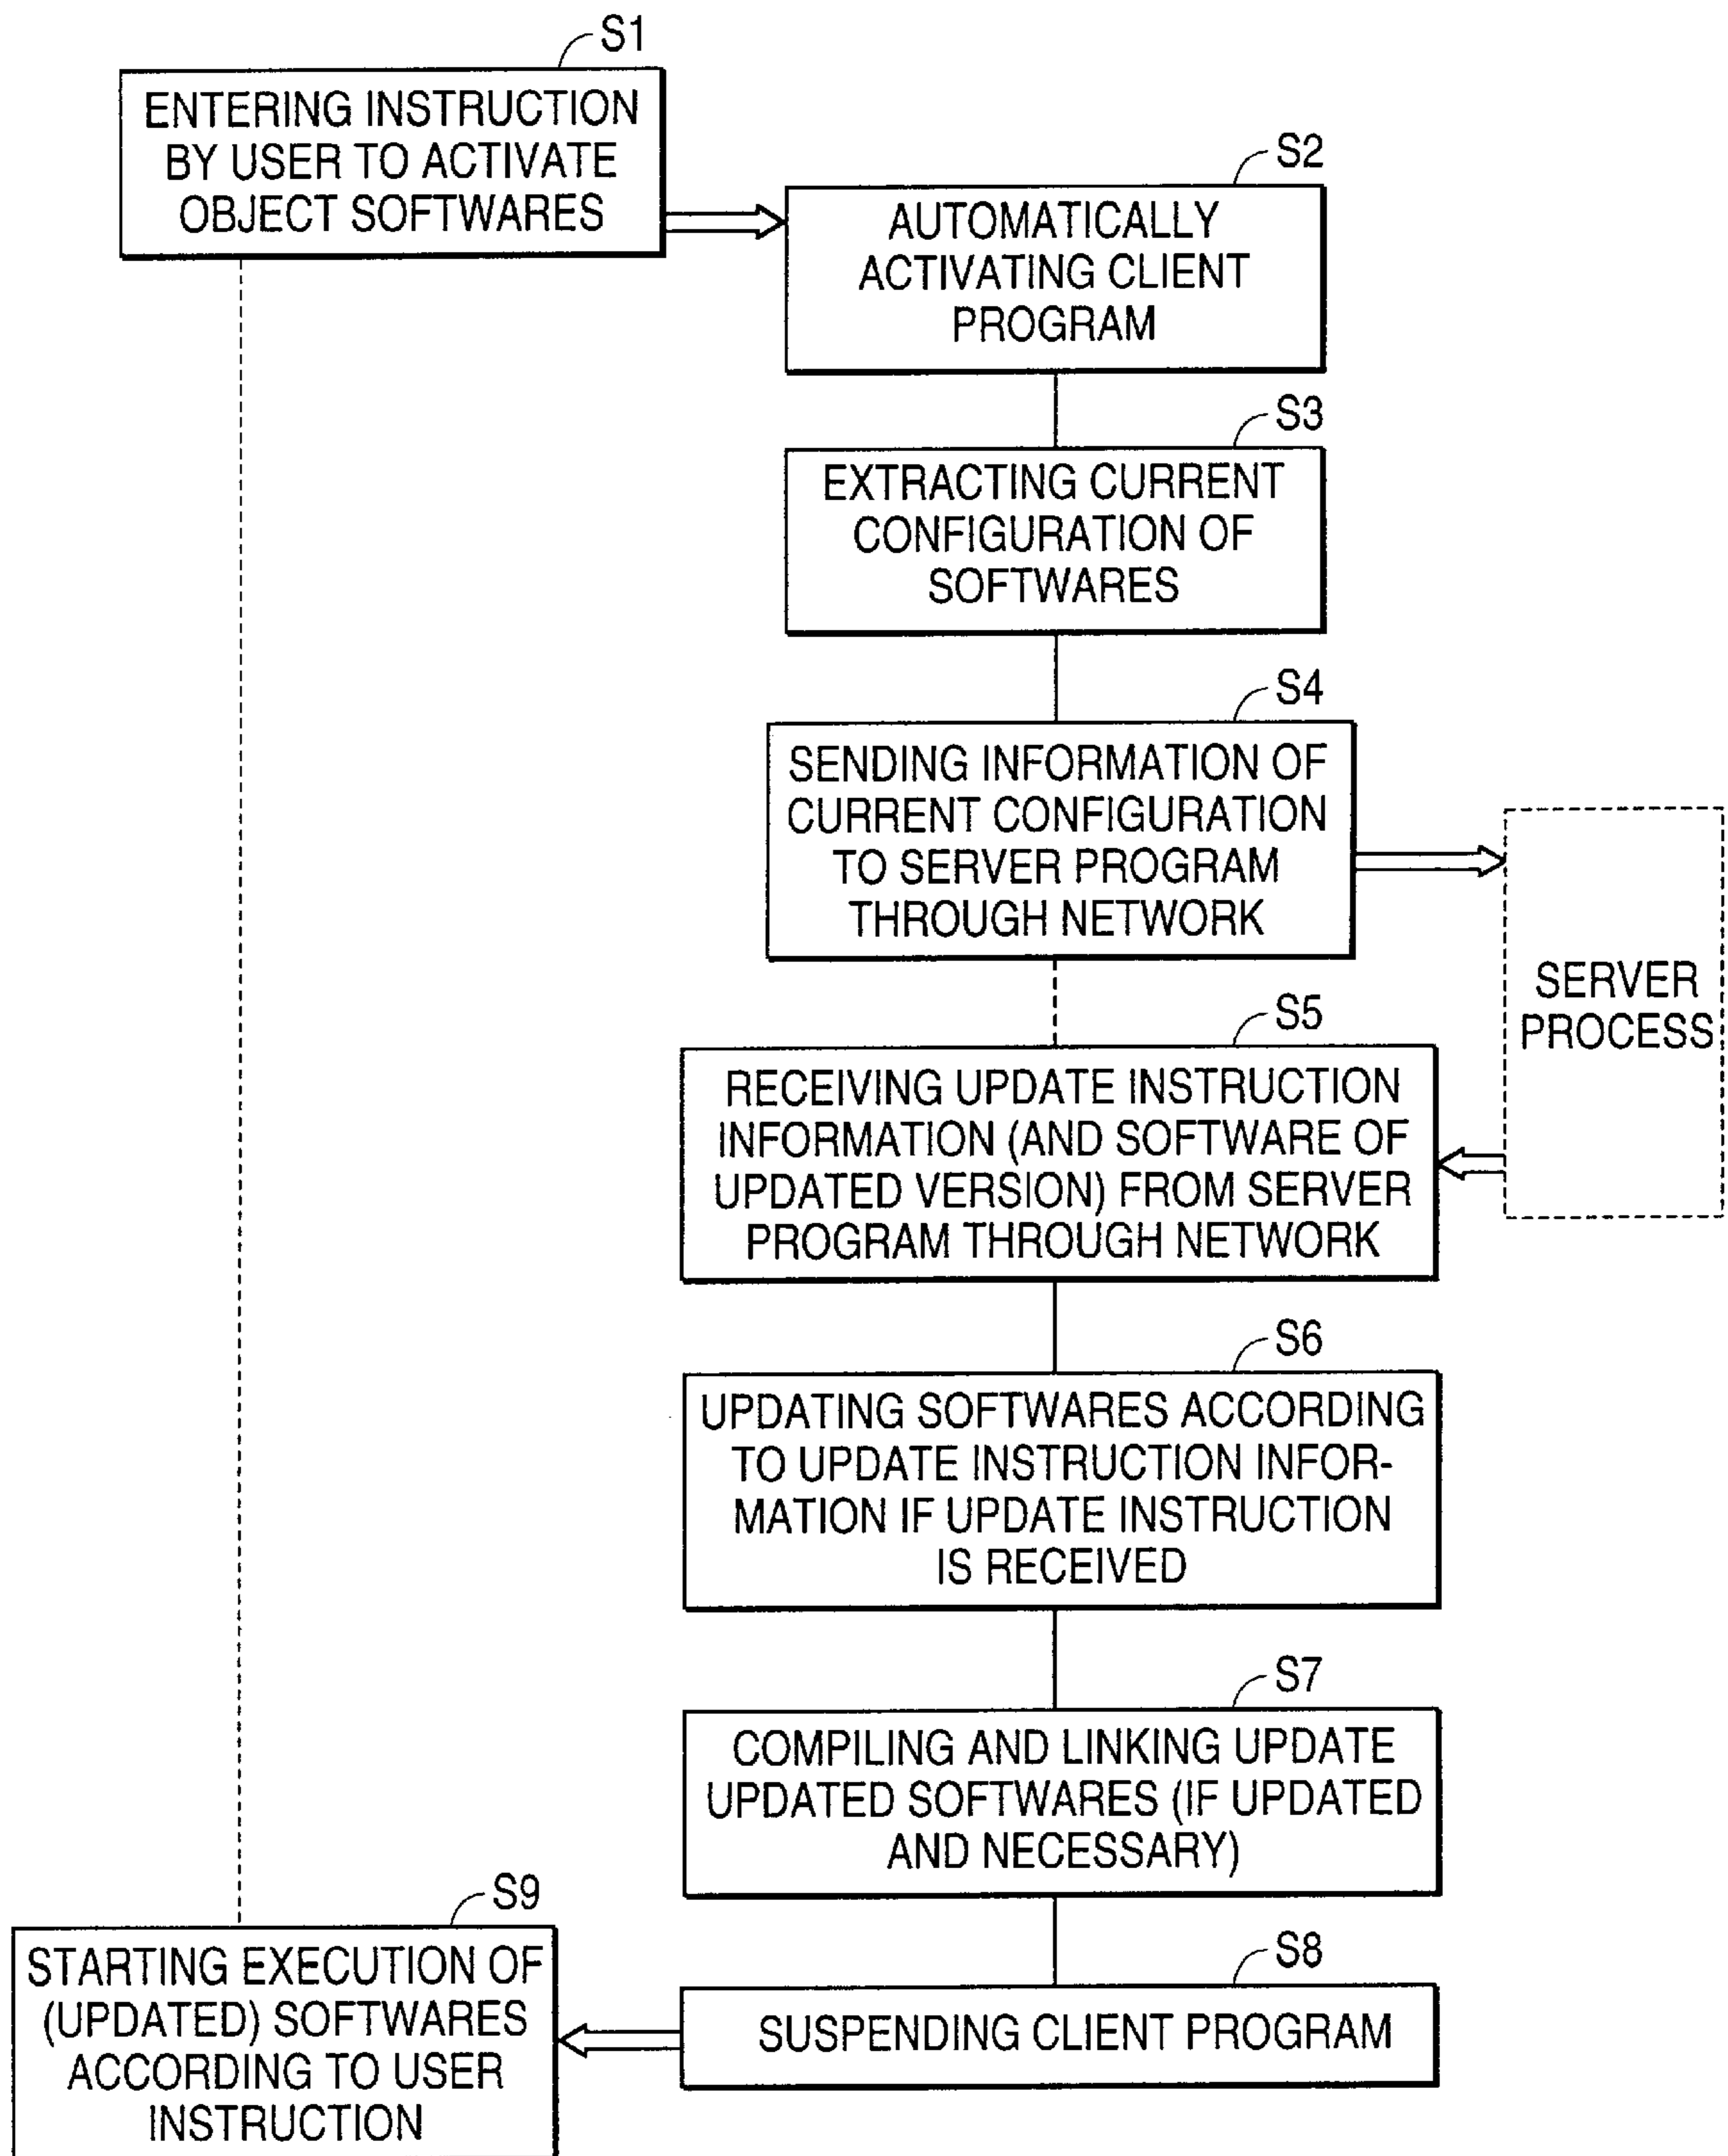 S1
ENTERING INSTRUCTION
BY USER TO ACTIVATE
OBJECT SOFTWARES
S2
AUTOMATICALLY
ACTIVATING CLIENT
PROGRAM
S3
EXTRACTING CURRENT
CONFIGURATION OF
SOFTWARES
S4
SENDING INFORMATION OF
CURRENT CONFIGURATION
TO SERVER PROGRAM
THROUGH NETWORK
SERVER
PROCESS
S5
RECEIVING UPDATE INSTRUCTION
INFORMATION (AND SOFTWARE OF
UPDATED VERSION) FROM SERVER
PROGRAM THROUGH NETWORK
S6
UPDATING SOFTWARES ACCORDING
TO UPDATE INSTRUCTION INFOR-
MATION IF UPDATE INSTRUCTION
IS RECEIVED
S7
COMPILING AND LINKING UPDATE
UPDATED SOFTWARES (IF UPDATED
AND NECESSARY)
S8
SUSPENDING CLIENT PROGRAM
S9
STARTING EXECUTION OF
(UPDATED) SOFTWARES
ACCORDING TO USER
INSTRUCTION